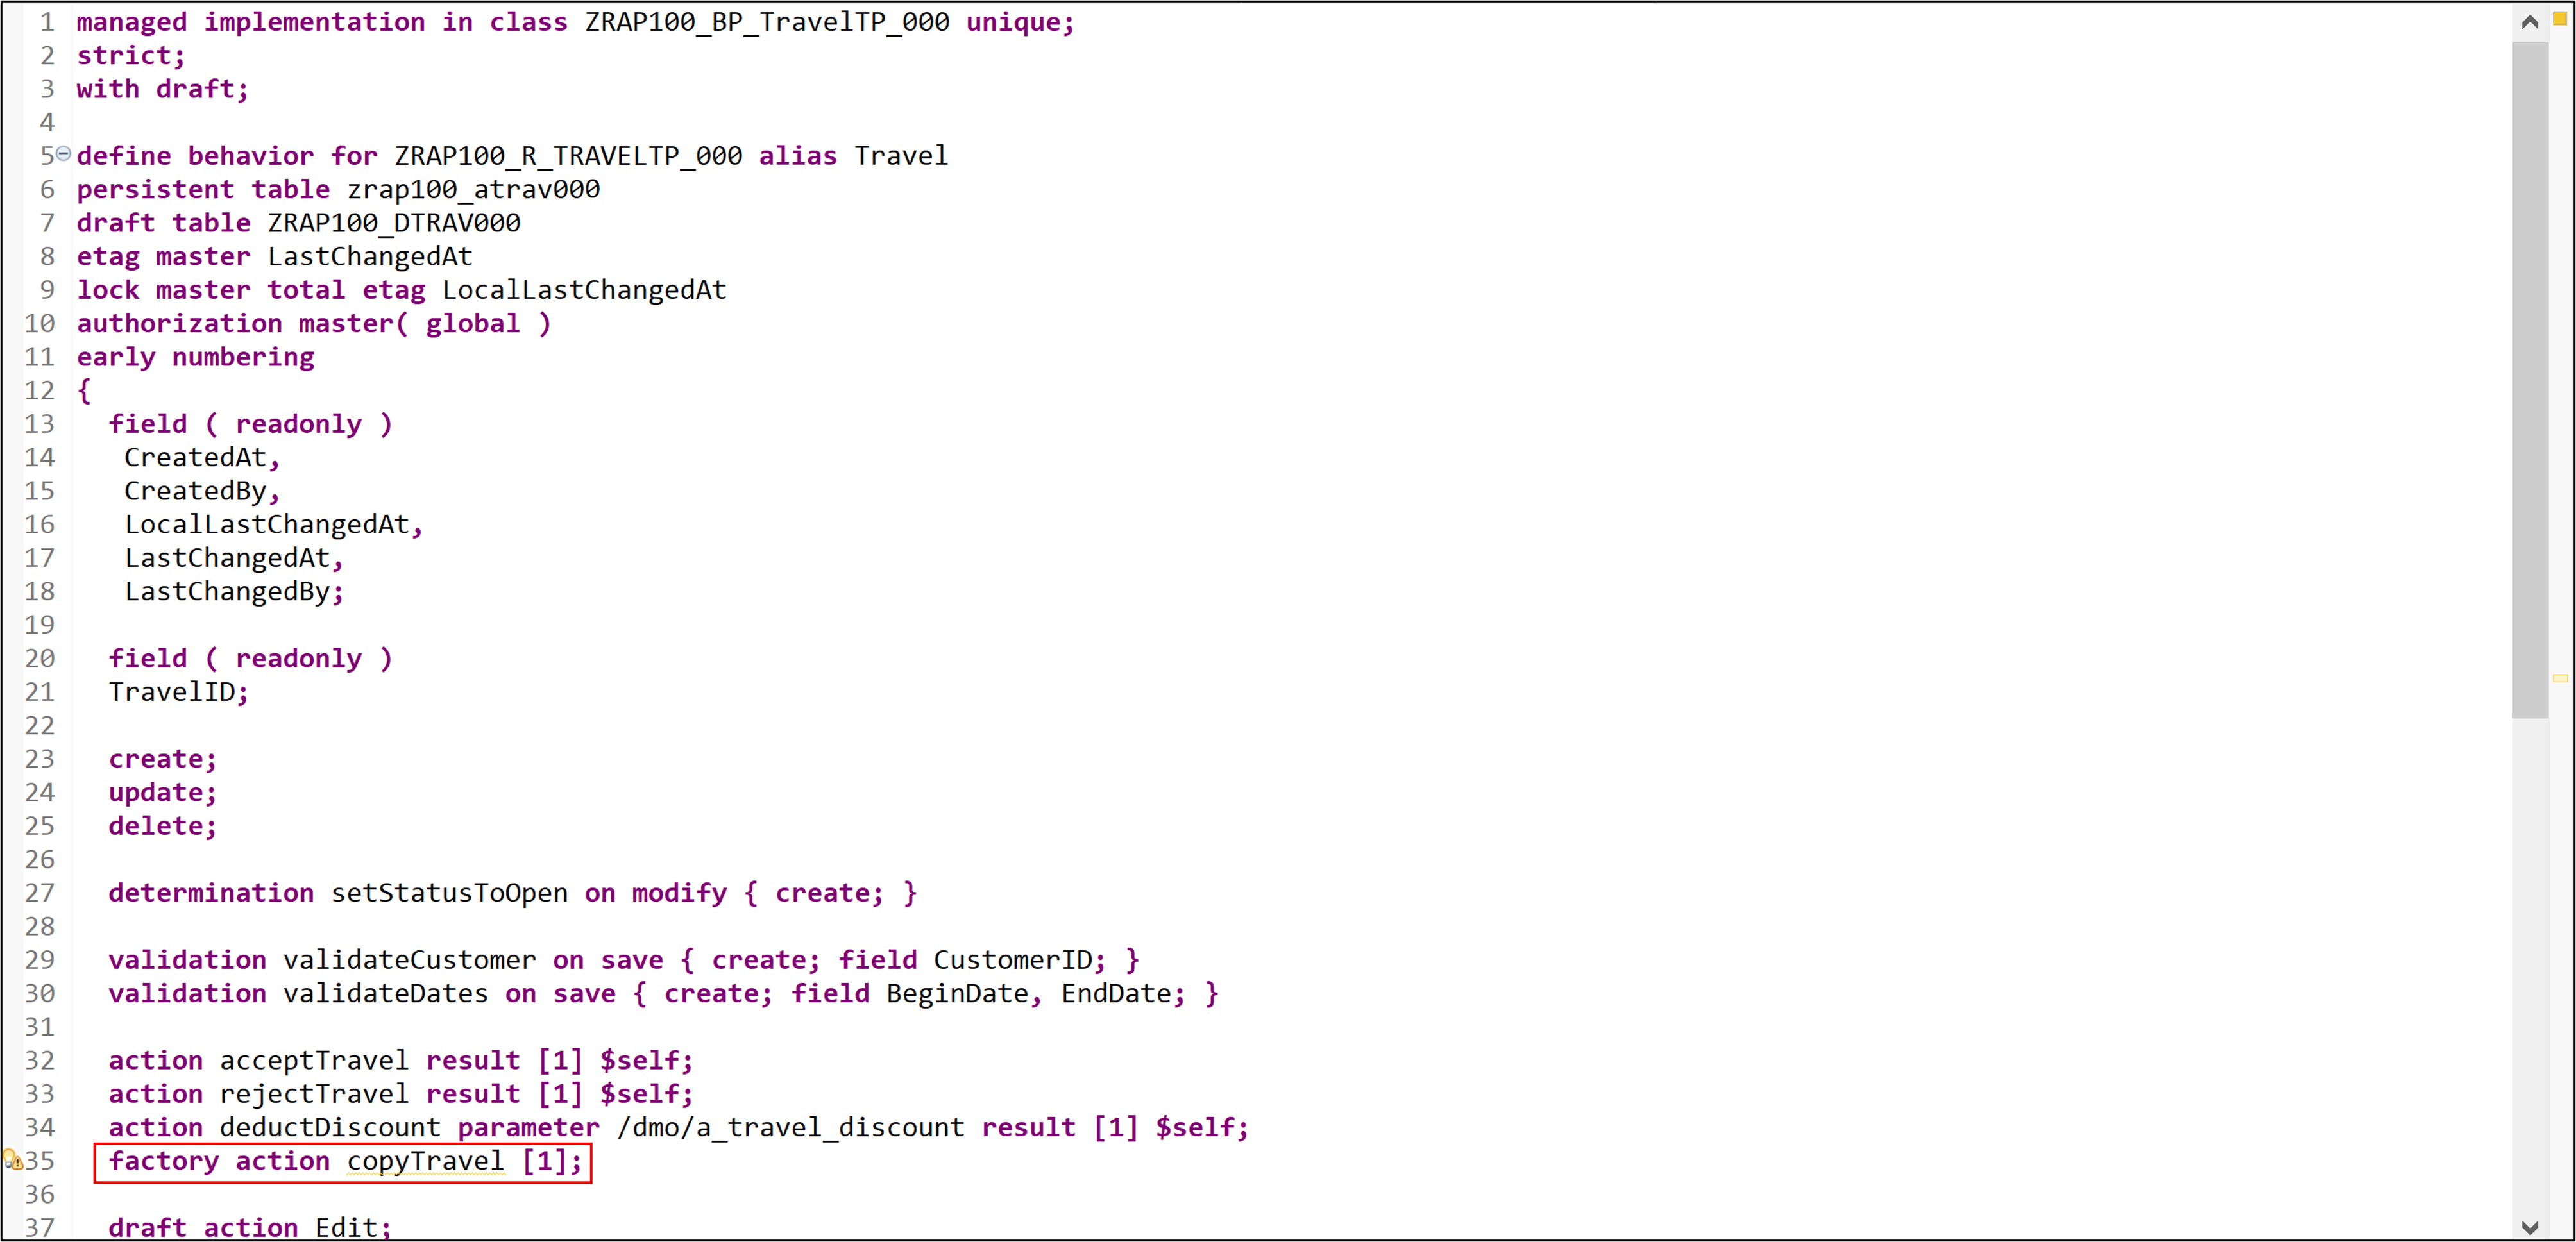 1 managed implementation in class ZRAP100_BP_TravelTP_000 unique;
2 strict;
3 with draft;
4
5 define behavior for ZRAP100_R_TRAVELTP_000 alias Travel
6 persistent table zrap100_atrav000
7 draft table ZRAP100_DTRAV000
8 etag master LastChangedAt
9 lock master total etag LocalLastChangedAt
10 authorization master( global )
11 early numbering
12 {
13 field ( readonly )
14 CreatedAt,
15 CreatedBy,
16 LocalLastChangedAt,
17 LastChangedAt,
18 LastChangedBy;
19
20 field ( readonly )
21 TravelID;
22
23 create;
24 update;
25 delete;
26
27 determination setStatusToOpen on modify { create; }
28
29 validation validateCustomer on save { create; field CustomerID; }
30 validation validateDates on save { create; field BeginDate, EndDate; }
31
32 action acceptTravel result [1] $self;
33 action rejectTravel result [1] $self;
34 action deductDiscount parameter /dmo/a_travel_discount result [1] $self;
35 factory action copyTravel [1];
36
37 draft action Edit;